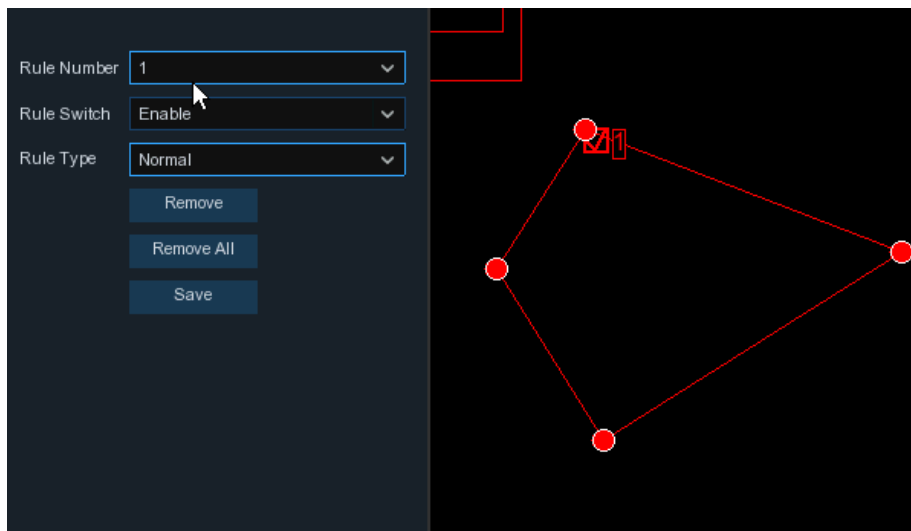 Rule Number 1
Rule Switch Enable
Rule Type Normal
Remove
Remove All
Save
1